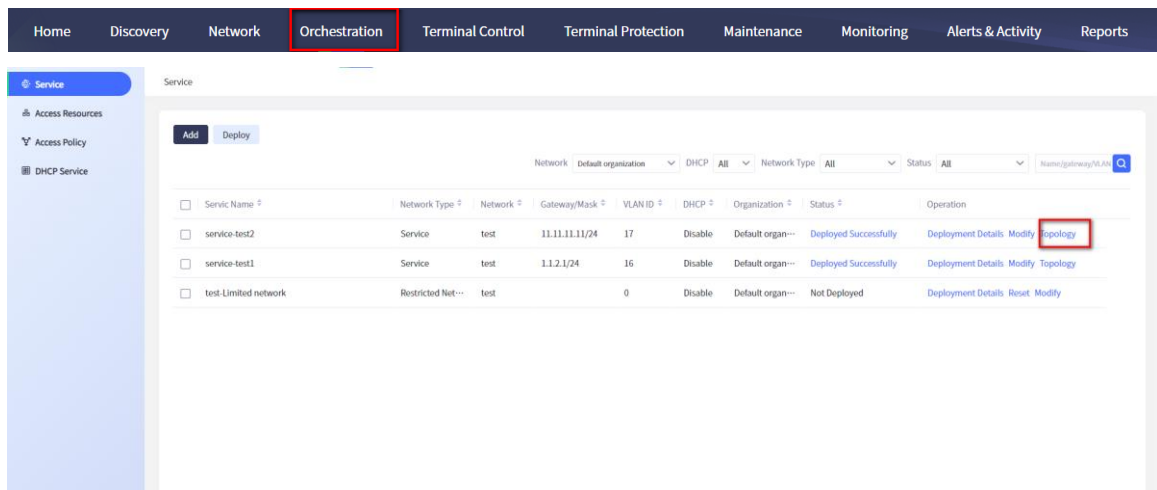 Home Discovery Network Orchestration Terminal Control Terminal Protection Maintenance Monitoring Alerts & Activity Reports
Service
Service
Access Resources
Access Policy
DHCP Service
Add Deploy
Network Default organization DHCP All Network Type All Status All Name/gateway/VLAN
Servic Name Network Type Network Gateway/Mask VLAN ID DHCP Organization Status Operation
service-test2 Service test 11.11.11.11/24 17 Disable Default organ··· Deployed Successfully Deployment Details Modify Topology
service-test1 Service test 1.1.2.1/24 16 Disable Default organ··· Deployed Successfully Deployment Details Modify Topology
test-Limited network Restricted Net··· test 0 Disable Default organ··· Not Deployed Deployment Details Reset Modify